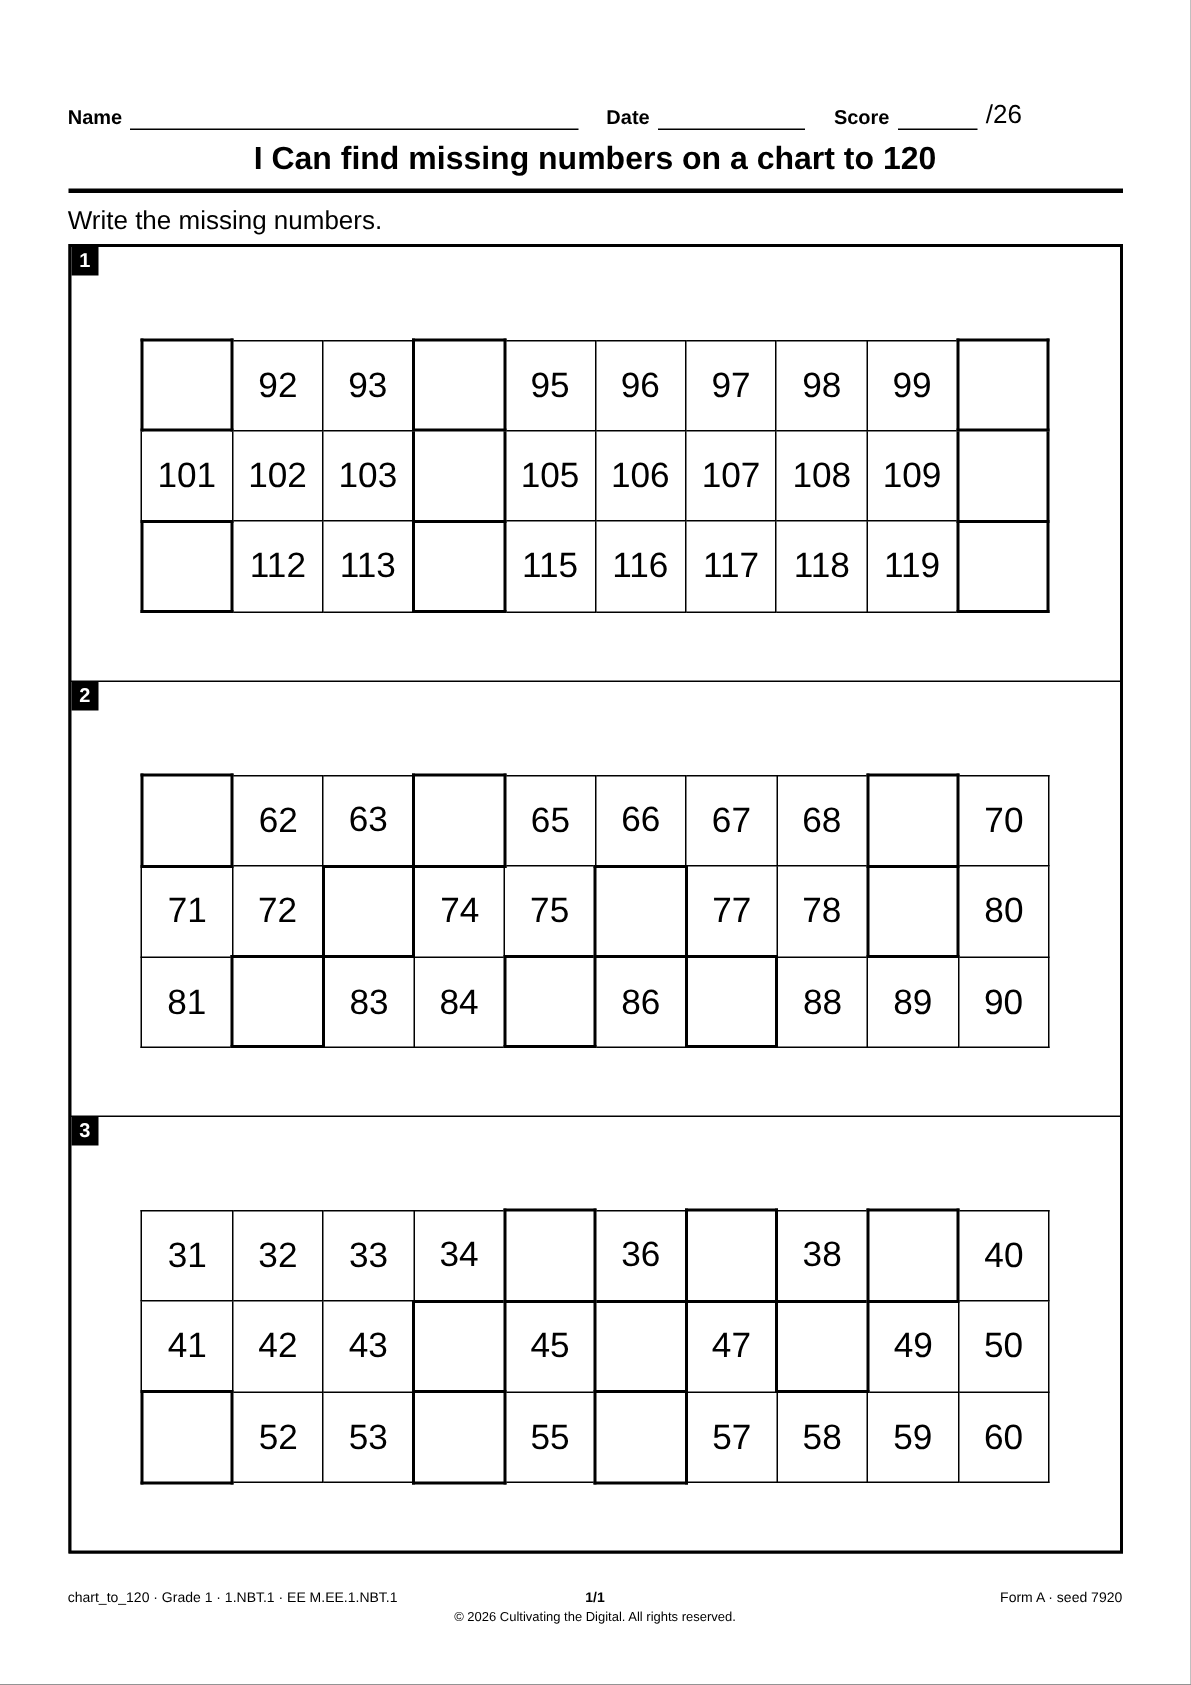 Name Date Score /26
I Can find missing numbers on a chart to 120
Write the missing numbers.
1
92 93 95 96 97 98 99
101 102 103 105 106 107 108 109
112 113 115 116 117 118 119
2
62 63 65 66 67 68 70
71 72 74 75 77 78 80
81 83 84 86 88 89 90
3
31 32 33 34 36 38 40
41 42 43 45 47 49 50
52 53 55 57 58 59 60
chart_to_120 · Grade 1 · 1.NBT.1 · EE M.EE.1.NBT.1 1/1 Form A · seed 7920
© 2026 Cultivating the Digital. All rights reserved.